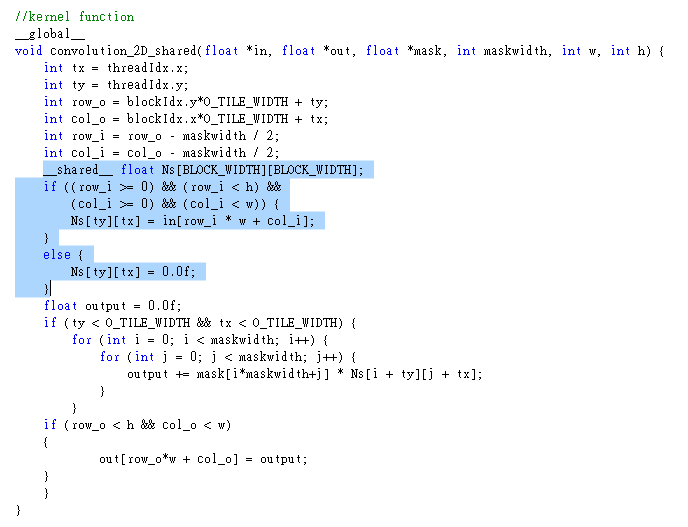 //kernel function
__global__
void convolution_2D_shared(float *in, float *out, float *mask, int maskwidth, int w, int h) {
    int tx = threadIdx.x;
    int ty = threadIdx.y;
    int row_o = blockIdx.y*O_TILE_WIDTH + ty;
    int col_o = blockIdx.x*O_TILE_WIDTH + tx;
    int row_i = row_o - maskwidth / 2;
    int col_i = col_o - maskwidth / 2;
    __shared__ float Ns[BLOCK_WIDTH][BLOCK_WIDTH];
    if ((row_i >= 0) && (row_i < h) &&
        (col_i >= 0) && (col_i < w)) {
        Ns[ty][tx] = in[row_i * w + col_i];
    }
    else {
        Ns[ty][tx] = 0.0f;
    }
    float output = 0.0f;
    if (ty < O_TILE_WIDTH && tx < O_TILE_WIDTH) {
        for (int i = 0; i < maskwidth; i++) {
            for (int j = 0; j < maskwidth; j++) {
                output += mask[i*maskwidth+j] * Ns[i + ty][j + tx];
            }
        }
    if (row_o < h && col_o < w)
    {
            out[row_o*w + col_o] = output;
    }
    }
}